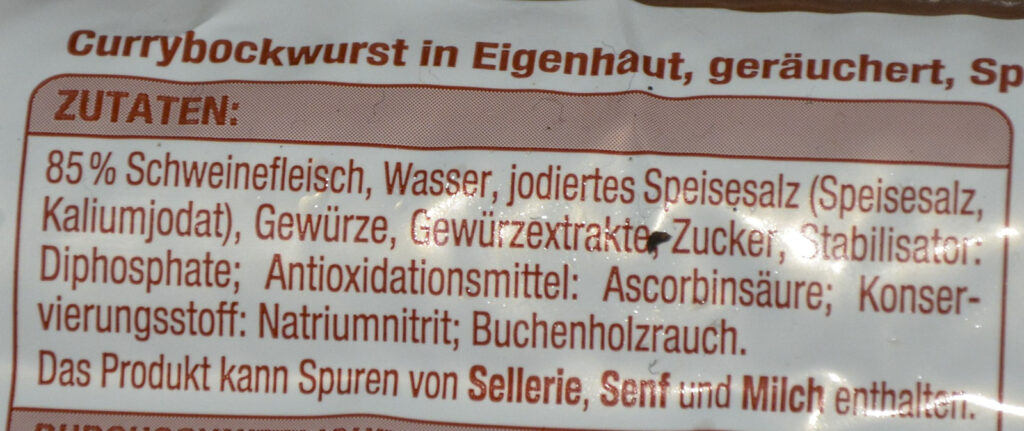 Currybockwurst in Eigenhaut, geräuchert, Sp
ZUTATEN:
85% Schweinefleisch, Wasser, jodiertes Speisesalz (Speisesalz,
Kaliumjodat), Gewürze, Gewürzextrakte, Zucker, Stabilisator:
Diphosphate; Antioxidationsmittel: Ascorbinsäure; Konser-
vierungsstoff: Natriumnitrit; Buchenholzrauch.
Das Produkt kann Spuren von Sellerie, Senf und Milch enthalten.